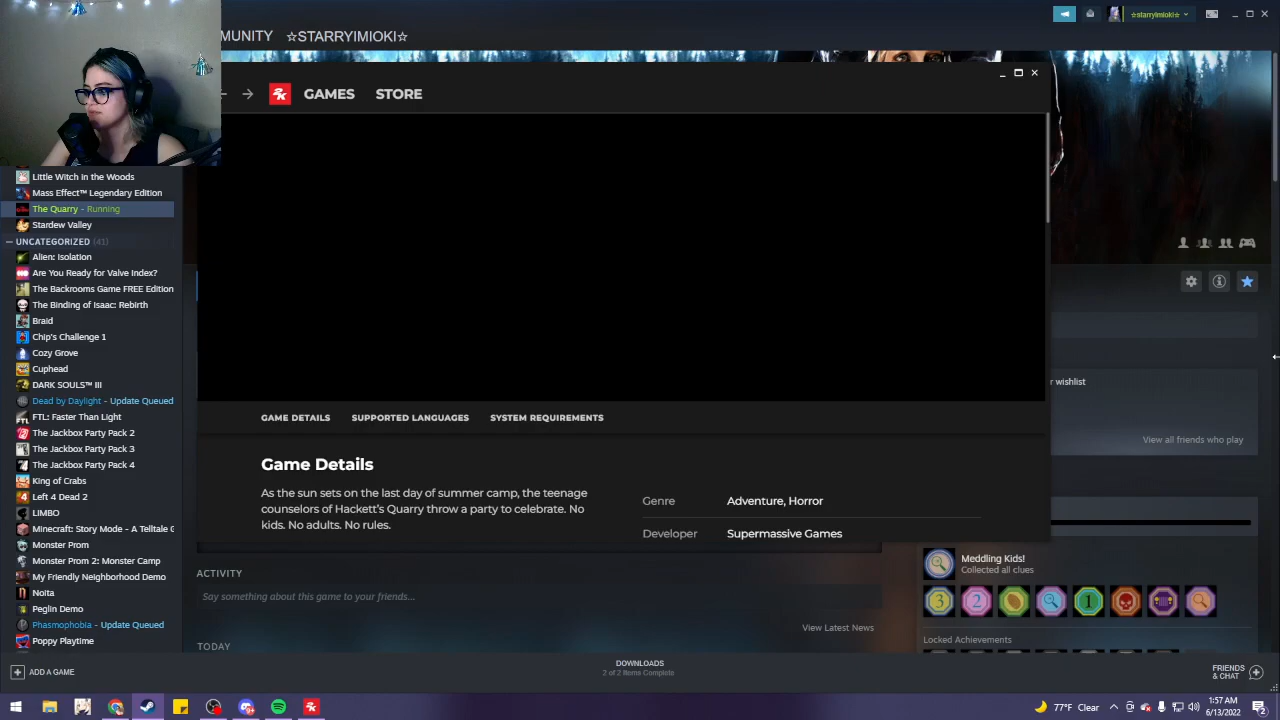 MUNITY ☆STARRYIMIOKI☆
☆starryimioki☆
GAMES STORE
Little Witch in the Woods
Mass Effect™ Legendary Edition
The Quarry - Running
Stardew Valley
UNCATEGORIZED (41)
Alien: Isolation
Are You Ready for Valve Index?
The Backrooms Game FREE Edition
The Binding of Isaac: Rebirth
Braid
Chip's Challenge 1
Cozy Grove
Cuphead
DARK SOULS™ III
Dead by Daylight - Update Queued
FTL: Faster Than Light
The Jackbox Party Pack 2
The Jackbox Party Pack 3
The Jackbox Party Pack 4
King of Crabs
Left 4 Dead 2
LIMBO
Minecraft: Story Mode - A Telltale G
Monster Prom
Monster Prom 2: Monster Camp
My Friendly Neighborhood Demo
Noita
Peglin Demo
Phasmophobia - Update Queued
Poppy Playtime
GAME DETAILS SUPPORTED LANGUAGES SYSTEM REQUIREMENTS
Game Details
As the sun sets on the last day of summer camp, the teenage
counselors of Hackett's Quarry throw a party to celebrate. No
kids. No adults. No rules.
Genre Adventure, Horror
Developer Supermassive Games
r wishlist
View all friends who play
ACTIVITY
Say something about this game to your friends...
View Latest News
TODAY
Meddling Kids!
Collected all clues
Locked Achievements
ADD A GAME
DOWNLOADS
2 of 2 Items Complete
FRIENDS
& CHAT
77°F Clear
1:57 AM
6/13/2022
2